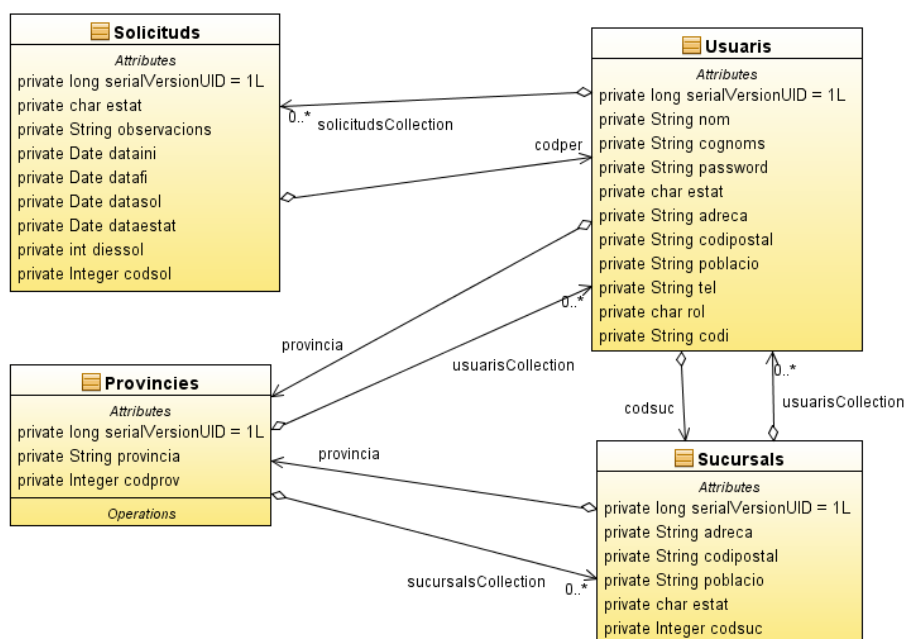 Solicituds
Attributes
private long serialVersionUID = 1L
private char estat
private String observacions
private Date dataini
private Date datafi
private Date datasol
private Date dataestat
private int diessol
private Integer codsol
Usuaris
Attributes
private long serialVersionUID = 1L
private String nom
private String cognoms
private String password
private char estat
private String adreca
private String codipostal
private String poblacio
private String tel
private char rol
private String codi
0..*
solicitudsCollection
codper
provincia
0..*
usuarisCollection
Provincies
Attributes
private long serialVersionUID = 1L
private String provincia
private Integer codprov
Operations
codsuc
0..*
usuarisCollection
provincia
sucursalsCollection
0..*
Sucursals
Attributes
private long serialVersionUID = 1L
private String adreca
private String codipostal
private String poblacio
private char estat
private Integer codsuc